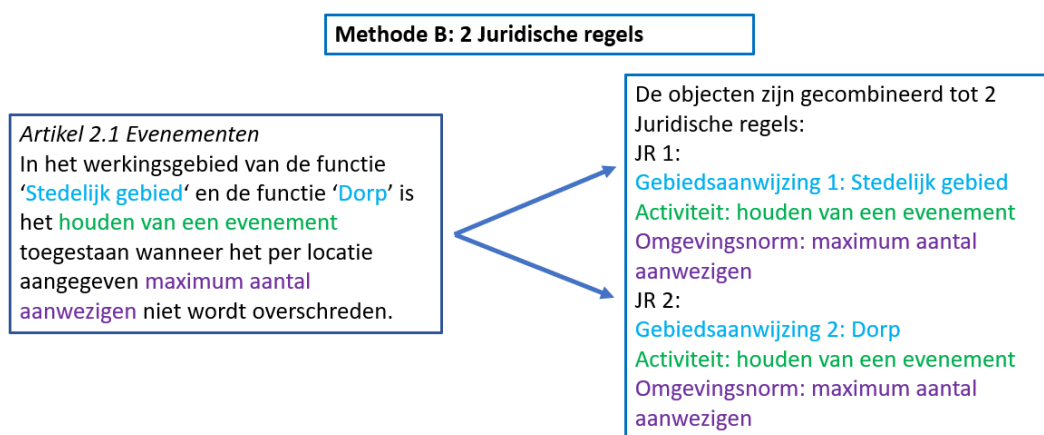 Methode B: 2 Juridische regels
Artikel 2.1 Evenementen
In het werkingsgebied van de functie
‘Stedelijk gebied‘ en de functie ‘Dorp’ is
het houden van een evenement
toegestaan wanneer het per locatie
aangegeven maximum aantal
aanwezigen niet wordt overschreden.
De objecten zijn gecombineerd tot 2
Juridische regels:
JR 1:
Gebiedsaanwijzing 1: Stedelijk gebied
Activiteit: houden van een evenement
Omgevingsnorm: maximum aantal
aanwezigen
JR 2:
Gebiedsaanwijzing 2: Dorp
Activiteit: houden van een evenement
Omgevingsnorm: maximum aantal
aanwezigen